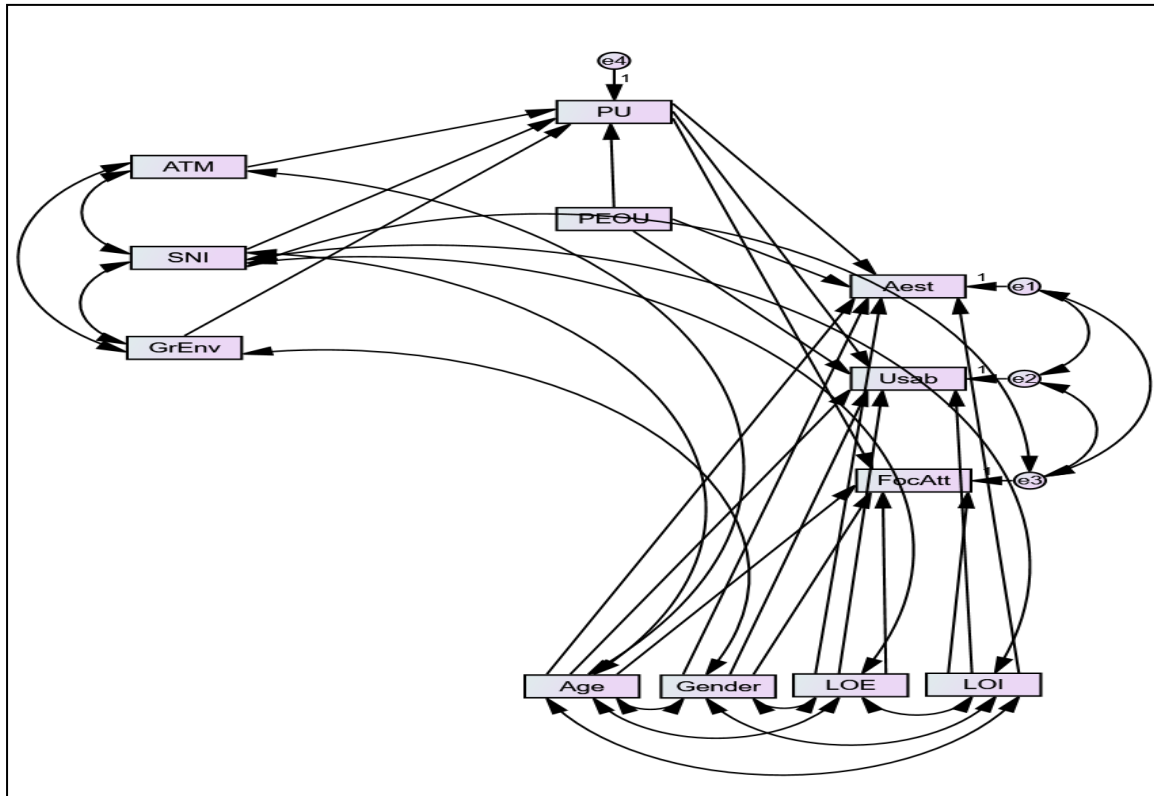 e4
1
PU
ATM
PEOU
SNI
1
Aest
e1
GrEnv
1
Usab
e2
1
FocAtt
e3
Age
Gender
LOE
LOI